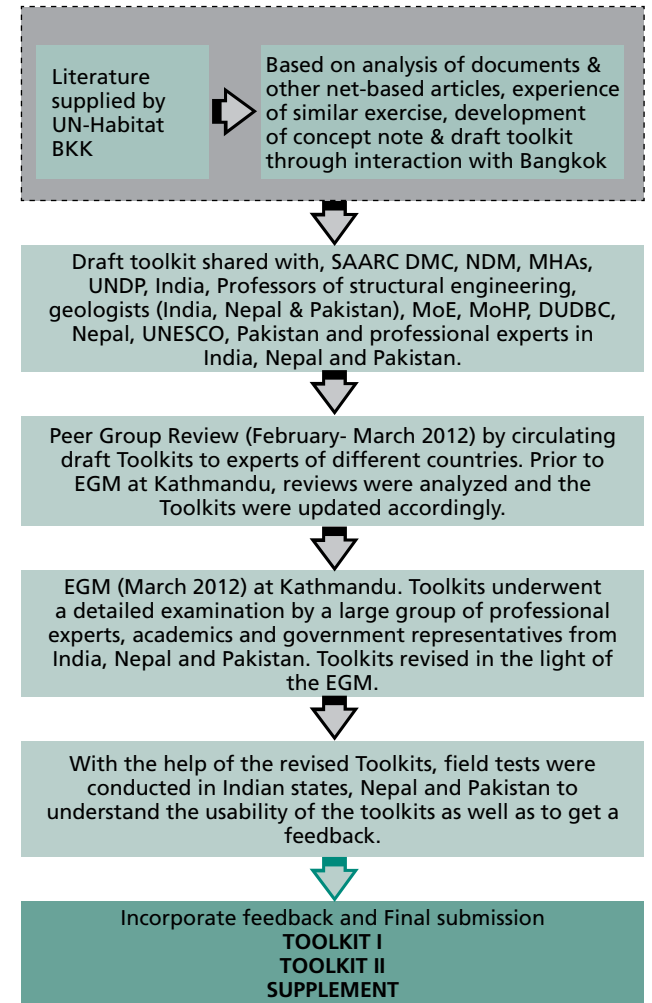 Literature
supplied by
UN-Habitat
BKK
Based on analysis of documents &
other net-based articles, experience
of similar exercise, development
of concept note & draft toolkit
through interaction with Bangkok
Draft toolkit shared with, SAARC DMC, NDM, MHAs,
UNDP, India, Professors of structural engineering,
geologists (India, Nepal & Pakistan), MoE, MoHP, DUDBC,
Nepal, UNESCO, Pakistan and professional experts in
India, Nepal and Pakistan.
Peer Group Review (February- March 2012) by circulating
draft Toolkits to experts of different countries. Prior to
EGM at Kathmandu, reviews were analyzed and the
Toolkits were updated accordingly.
EGM (March 2012) at Kathmandu. Toolkits underwent
a detailed examination by a large group of professional
experts, academics and government representatives from
India, Nepal and Pakistan. Toolkits revised in the light of
the EGM.
With the help of the revised Toolkits, field tests were
conducted in Indian states, Nepal and Pakistan to
understand the usability of the toolkits as well as to get a
feedback.
Incorporate feedback and Final submission
TOOLKIT I
TOOLKIT II
SUPPLEMENT